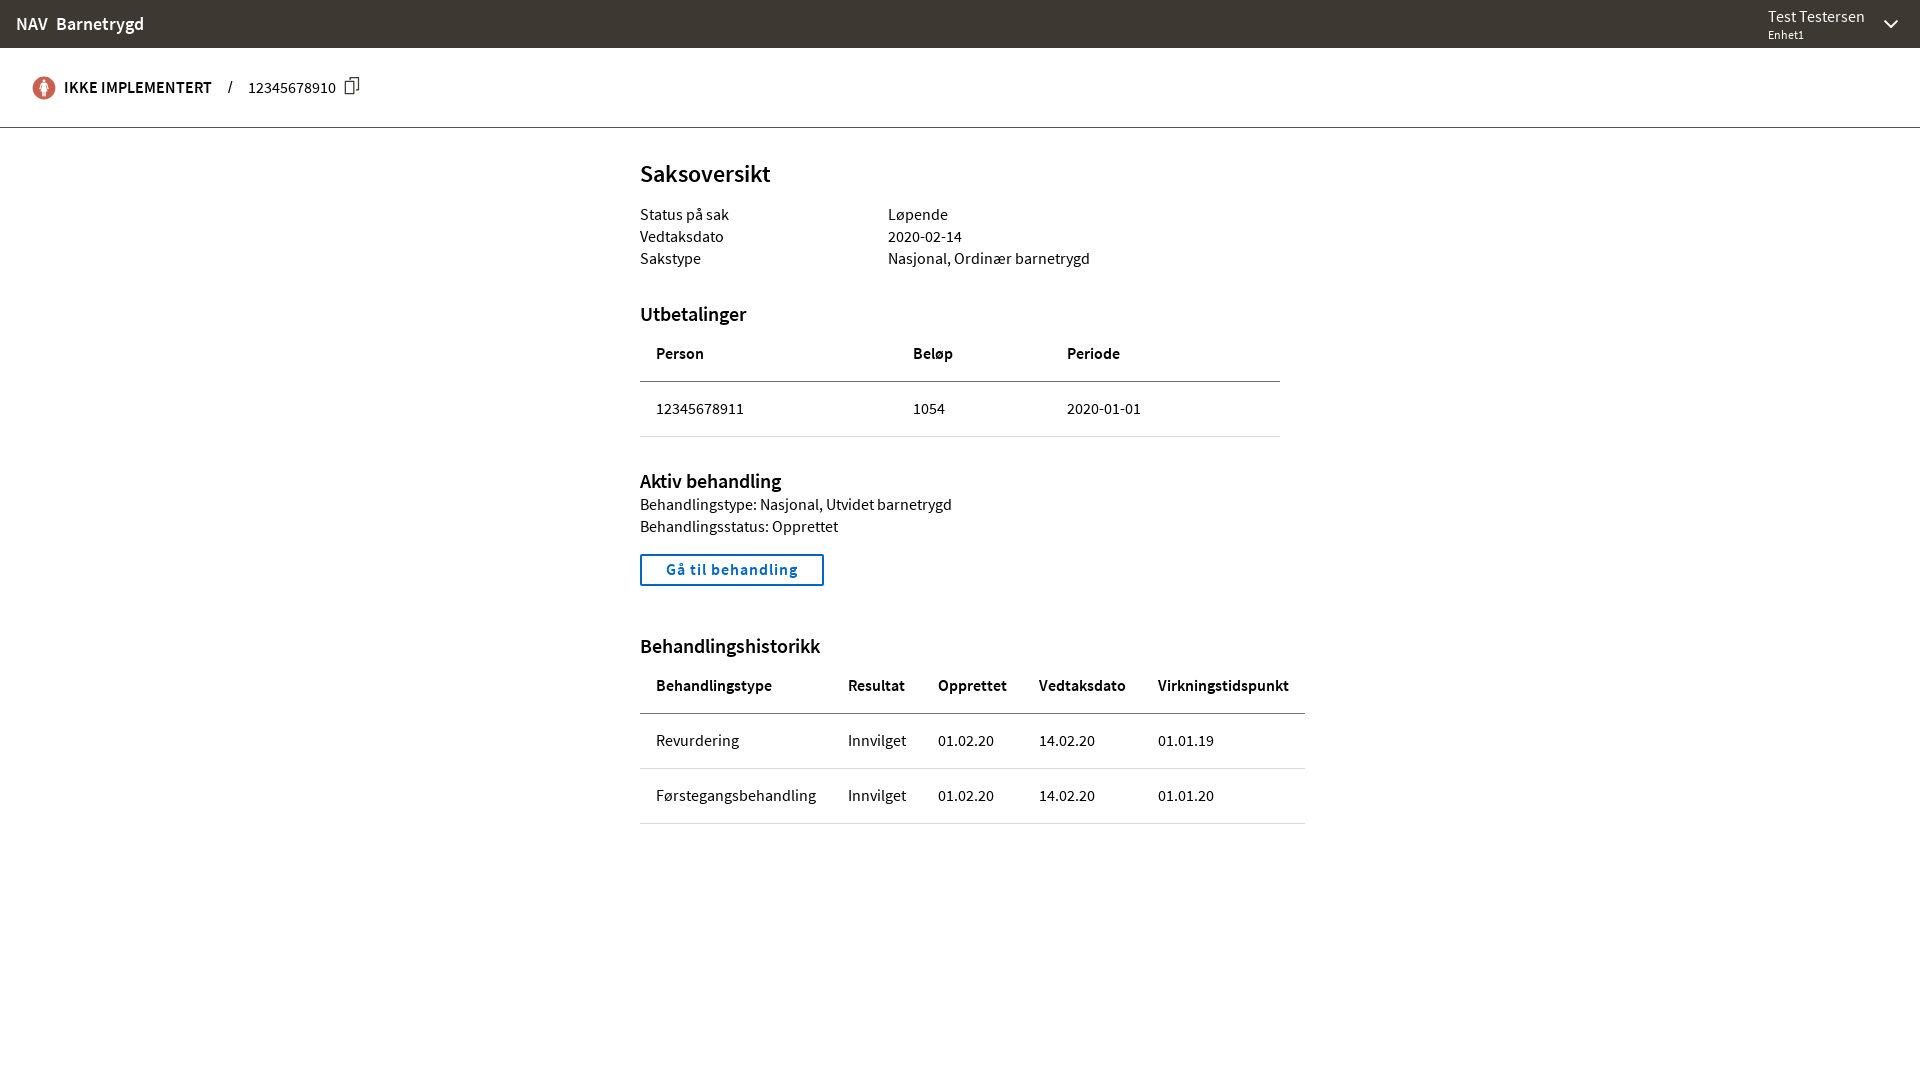 NAV Barnetrygd
Test Testersen
Enhet1
IKKE IMPLEMENTERT / 12345678910
Saksoversikt
Status på sak Løpende
Vedtaksdato 2020-02-14
Sakstype Nasjonal, Ordinær barnetrygd
Utbetalinger
Person Beløp Periode
12345678911 1054 2020-01-01
Aktiv behandling
Behandlingstype: Nasjonal, Utvidet barnetrygd
Behandlingsstatus: Opprettet
Gå til behandling
Behandlingshistorikk
Behandlingstype Resultat Opprettet Vedtaksdato Virkningstidspunkt
Revurdering Innvilget 01.02.20 14.02.20 01.01.19
Førstegangsbehandling Innvilget 01.02.20 14.02.20 01.01.20